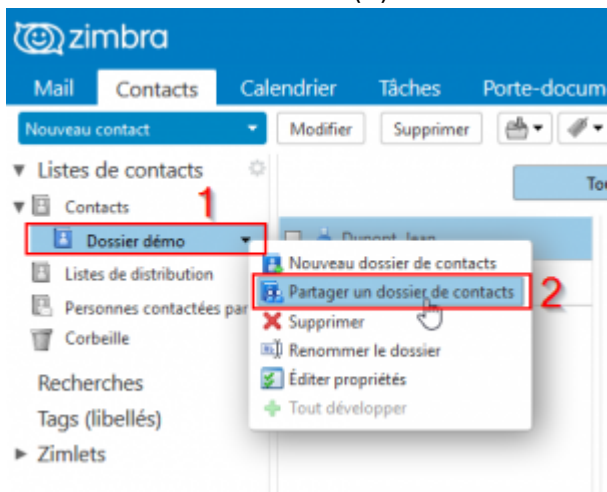 zimbra
Mail Contacts Calendrier Tâches Porte-docum
Nouveau contact Modifier Supprimer
Listes de contacts
Contacts
1
Dossier démo
Dupont, Jean
Listes de distribution
Personnes contactées par
Corbeille
Nouveau dossier de contacts
Partager un dossier de contacts
2
Supprimer
Renommer le dossier
Éditer propriétés
Tout développer
Recherches
Tags (libellés)
Zimlets